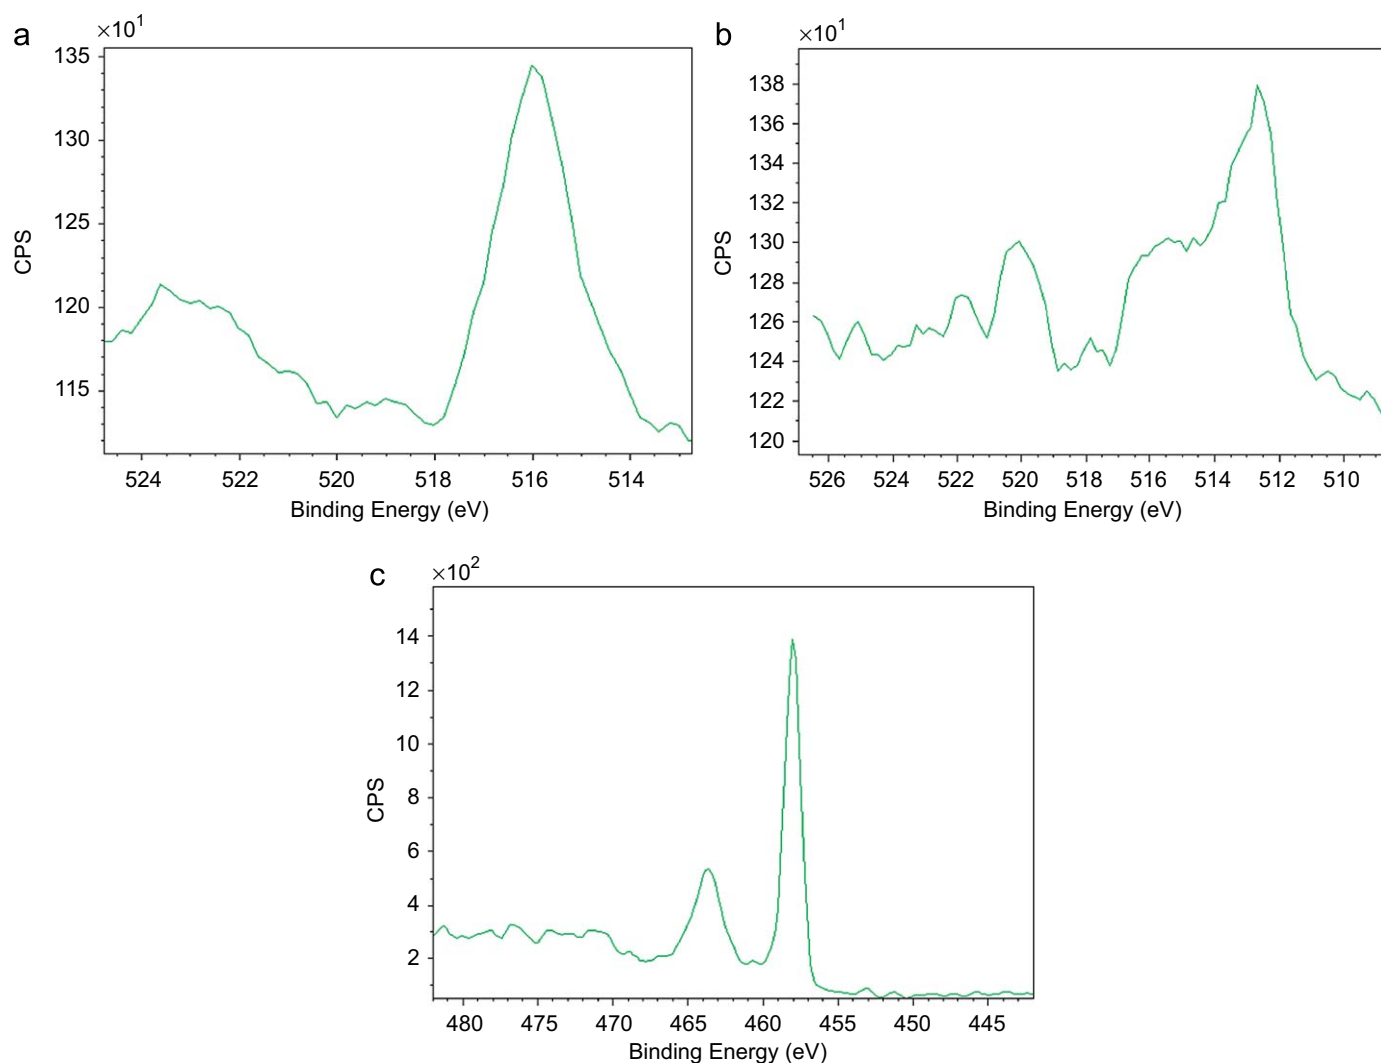 a
×10¹
135
130
125
120
115
CPS
524 522 520 518 516 514
Binding Energy (eV)
b
×10¹
138
136
134
132
130
128
126
124
122
120
CPS
526 524 522 520 518 516 514 512 510
Binding Energy (eV)
c
×10²
14
12
10
8
6
4
2
CPS
480 475 470 465 460 455 450 445
Binding Energy (eV)